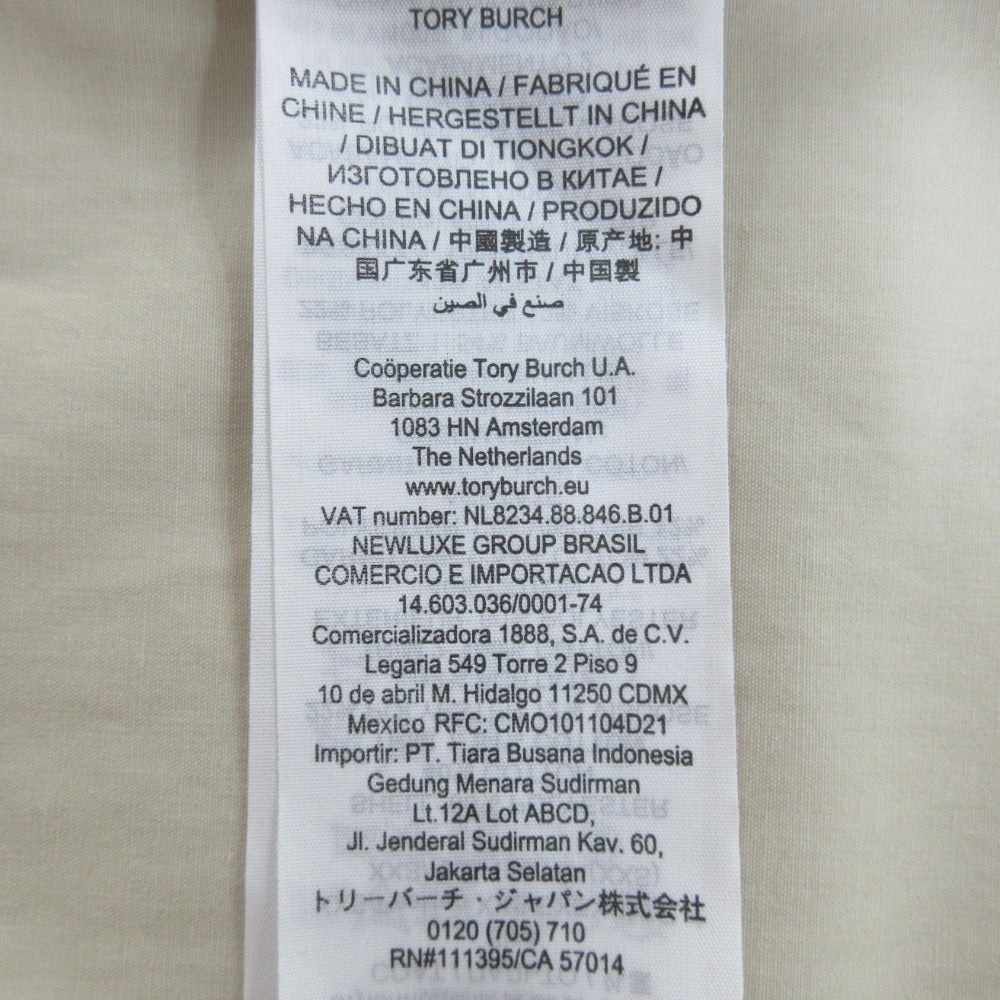 TORY BURCH
MADE IN CHINA / FABRIQUÉ EN
CHINE / HERGESTELLT IN CHINA
/ DIBUAT DI TIONGKOK /
ИЗГОТОВЛЕНО В КИТАЕ /
HECHO EN CHINA / PRODUZIDO
NA CHINA / 中國製造 / 原产地: 中
国广东省广州市 / 中国製
صنع في الصين
Coöperatie Tory Burch U.A.
Barbara Strozzilaan 101
1083 HN Amsterdam
The Netherlands
www.toryburch.eu
VAT number: NL8234.88.846.B.01
NEWLUXE GROUP BRASIL
COMERCIO E IMPORTACAO LTDA
14.603.036/0001-74
Comercializadora 1888, S.A. de C.V.
Legaria 549 Torre 2 Piso 9
10 de abril M. Hidalgo 11250 CDMX
Mexico RFC: CMO101104D21
Importir: PT. Tiara Busana Indonesia
Gedung Menara Sudirman
Lt.12A Lot ABCD,
Jl. Jenderal Sudirman Kav. 60,
Jakarta Selatan
トリーバーチ・ジャパン株式会社
0120 (705) 710
RN#111395/CA 57014